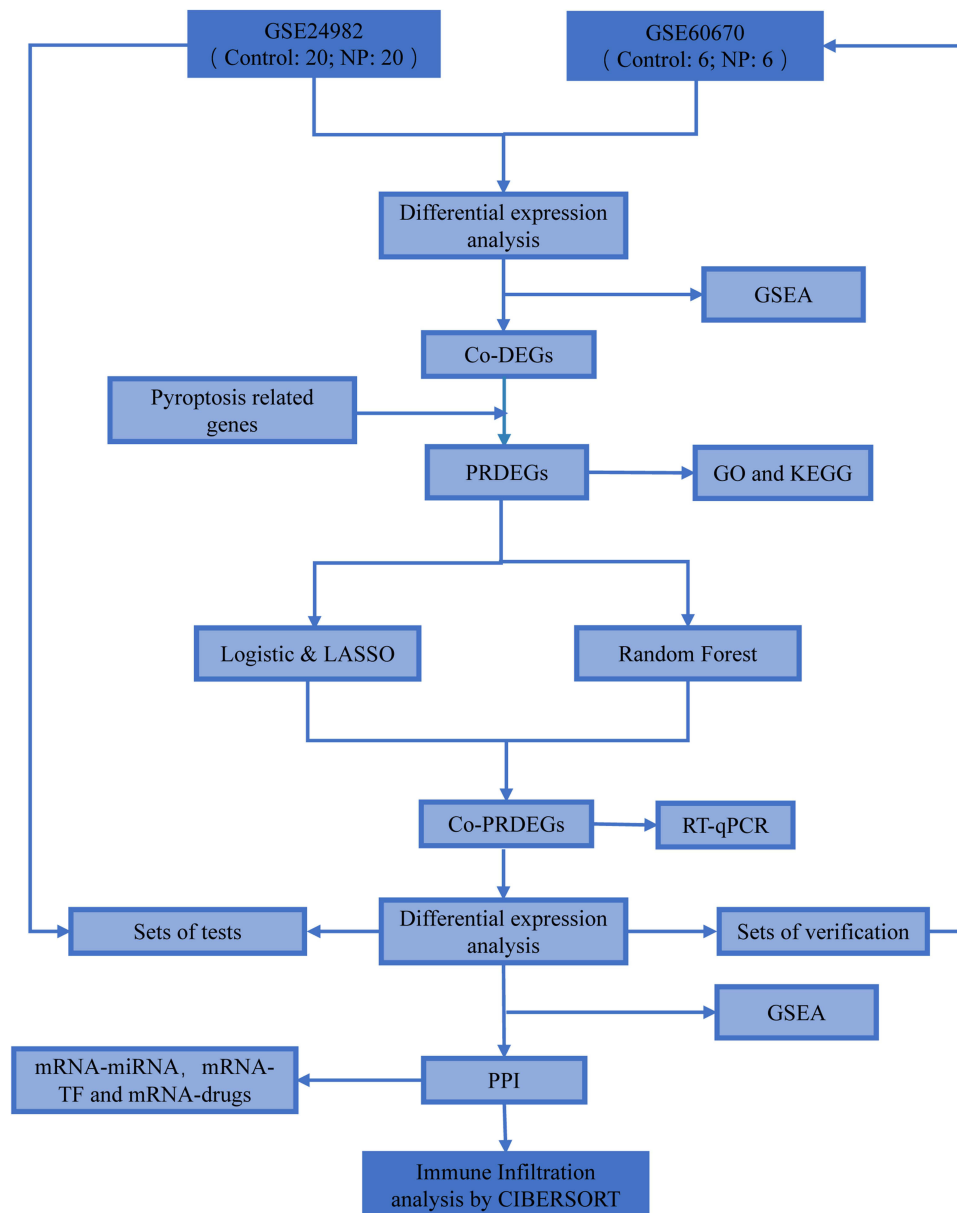 GSE24982
（ Control: 20; NP: 20 ）
GSE60670
（ Control: 6; NP: 6 ）
Differential expression
analysis
GSEA
Co-DEGs
Pyroptosis related
genes
PRDEGs
GO and KEGG
Logistic & LASSO
Random Forest
Co-PRDEGs
RT-qPCR
Sets of tests
Differential expression
analysis
Sets of verification
GSEA
mRNA-miRNA，mRNA-
TF and mRNA-drugs
PPI
Immune Infiltration
analysis by CIBERSORT